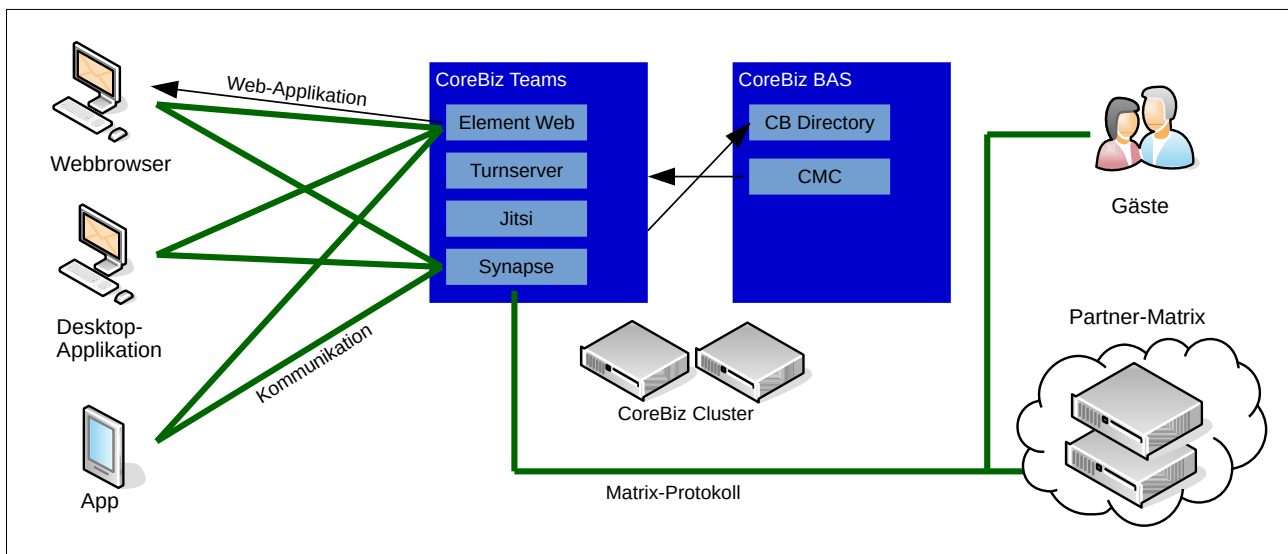 Webbrowser
Web-Applikation
CoreBiz Teams
Element Web
Turnserver
Jitsi
Synapse
CoreBiz BAS
CB Directory
CMC
Gäste
Desktop-
Applikation
Kommunikation
App
CoreBiz Cluster
Matrix-Protokoll
Partner-Matrix